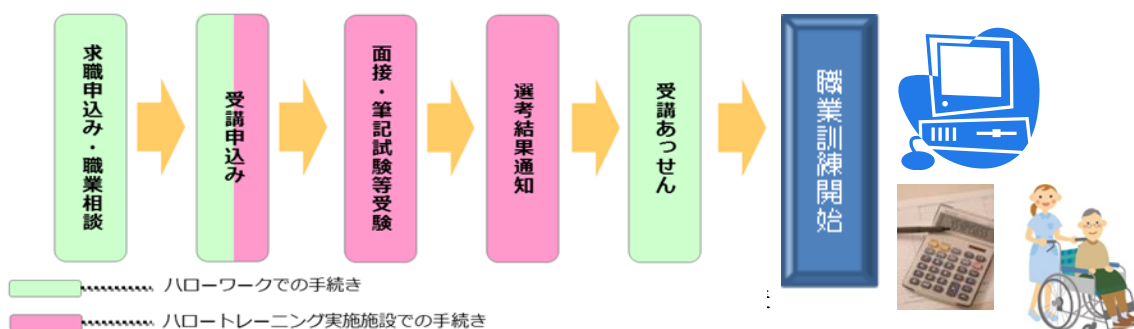 求職申込み・職業相談
受講申込み
面接・筆記試験等受験
選考結果通知
受講あっせん
職業訓練開始
ハローワークでの手続き
ハロートレーニング実施施設での手続き